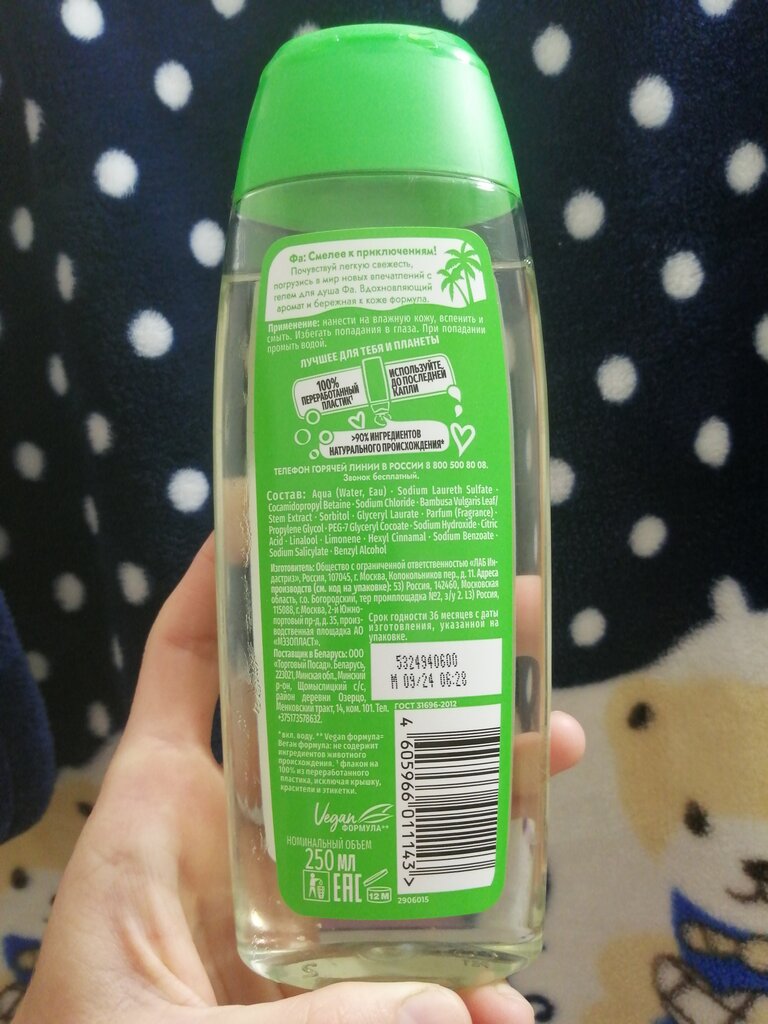 Фа: Смелее к приключениям!
Почувствуй легкую свежесть,
погрузись в мир новых впечатлений с
гелем для душа Фа. Вдохновляющий
аромат и бережная к коже формула.
Применение: нанести на влажную кожу, вспенить и
смыть. Избегать попадания в глаза. При попадании
промыть водой.
ЛУЧШЕЕ ДЛЯ ТЕБЯ И ПЛАНЕТЫ
100%
ПЕРЕРАБОТАННЫЙ
ПЛАСТИК¹
ИСПОЛЬЗУЙТЕ,
ДО ПОСЛЕДНЕЙ
КАПЛИ
>90% ИНГРЕДИЕНТОВ
НАТУРАЛЬНОГО ПРОИСХОЖДЕНИЯ*
ТЕЛЕФОН ГОРЯЧЕЙ ЛИНИИ В РОССИИ 8 800 500 80 08.
Звонок бесплатный.
Состав: Aqua (Water, Eau) · Sodium Laureth Sulfate ·
Cocamidopropyl Betaine · Sodium Chloride · Bambusa Vulgaris Leaf/
Stem Extract · Sorbitol · Glyceryl Laurate · Parfum (Fragrance) ·
Propylene Glycol · PEG-7 Glyceryl Cocoate · Sodium Hydroxide · Citric
Acid · Linalool · Limonene · Hexyl Cinnamal · Sodium Benzoate ·
Sodium Salicylate · Benzyl Alcohol
Изготовитель: Общество с ограниченной ответственностью «ЛАБ Ин-
дастриз», Россия, 107045, г. Москва, Колокольников пер., д. 11. Адреса
производств (см. код на упаковке): 53) Россия, 142460, Московская
область, г.о. Богородский, тер промплощадка №2, з/у 2. L3) Россия,
115088, г. Москва, 2-й Южно-
портовый пр-д, д. 35, произ-
водственная площадка АО
«МЭЗОПЛАСТ».
Срок годности 36 месяцев с даты
изготовления, указанной на
упаковке.
Поставщик в Беларусь: ООО
«Торговый Посад». Беларусь,
223021, Минская обл., Минский
р-он, Щомыслицкий с/с,
район деревни Озерцо,
Менковский тракт, 14, ком. 101. Тел.
+375173578632.
5324940600
М 09/24 06:28
ГОСТ 31696-2012
*вкл. воду. ** Vegan формула=
Веган формула: не содержит
ингредиентов животного
происхождения. ¹ флакон на
100% из переработанного
пластика, исключая крышку,
красители и этикетки.
Vegan
ФОРМУЛА**
НОМИНАЛЬНЫЙ ОБЪЕМ
250 МЛ
ЕАС
12 М
4 605966 011143 >
2906015